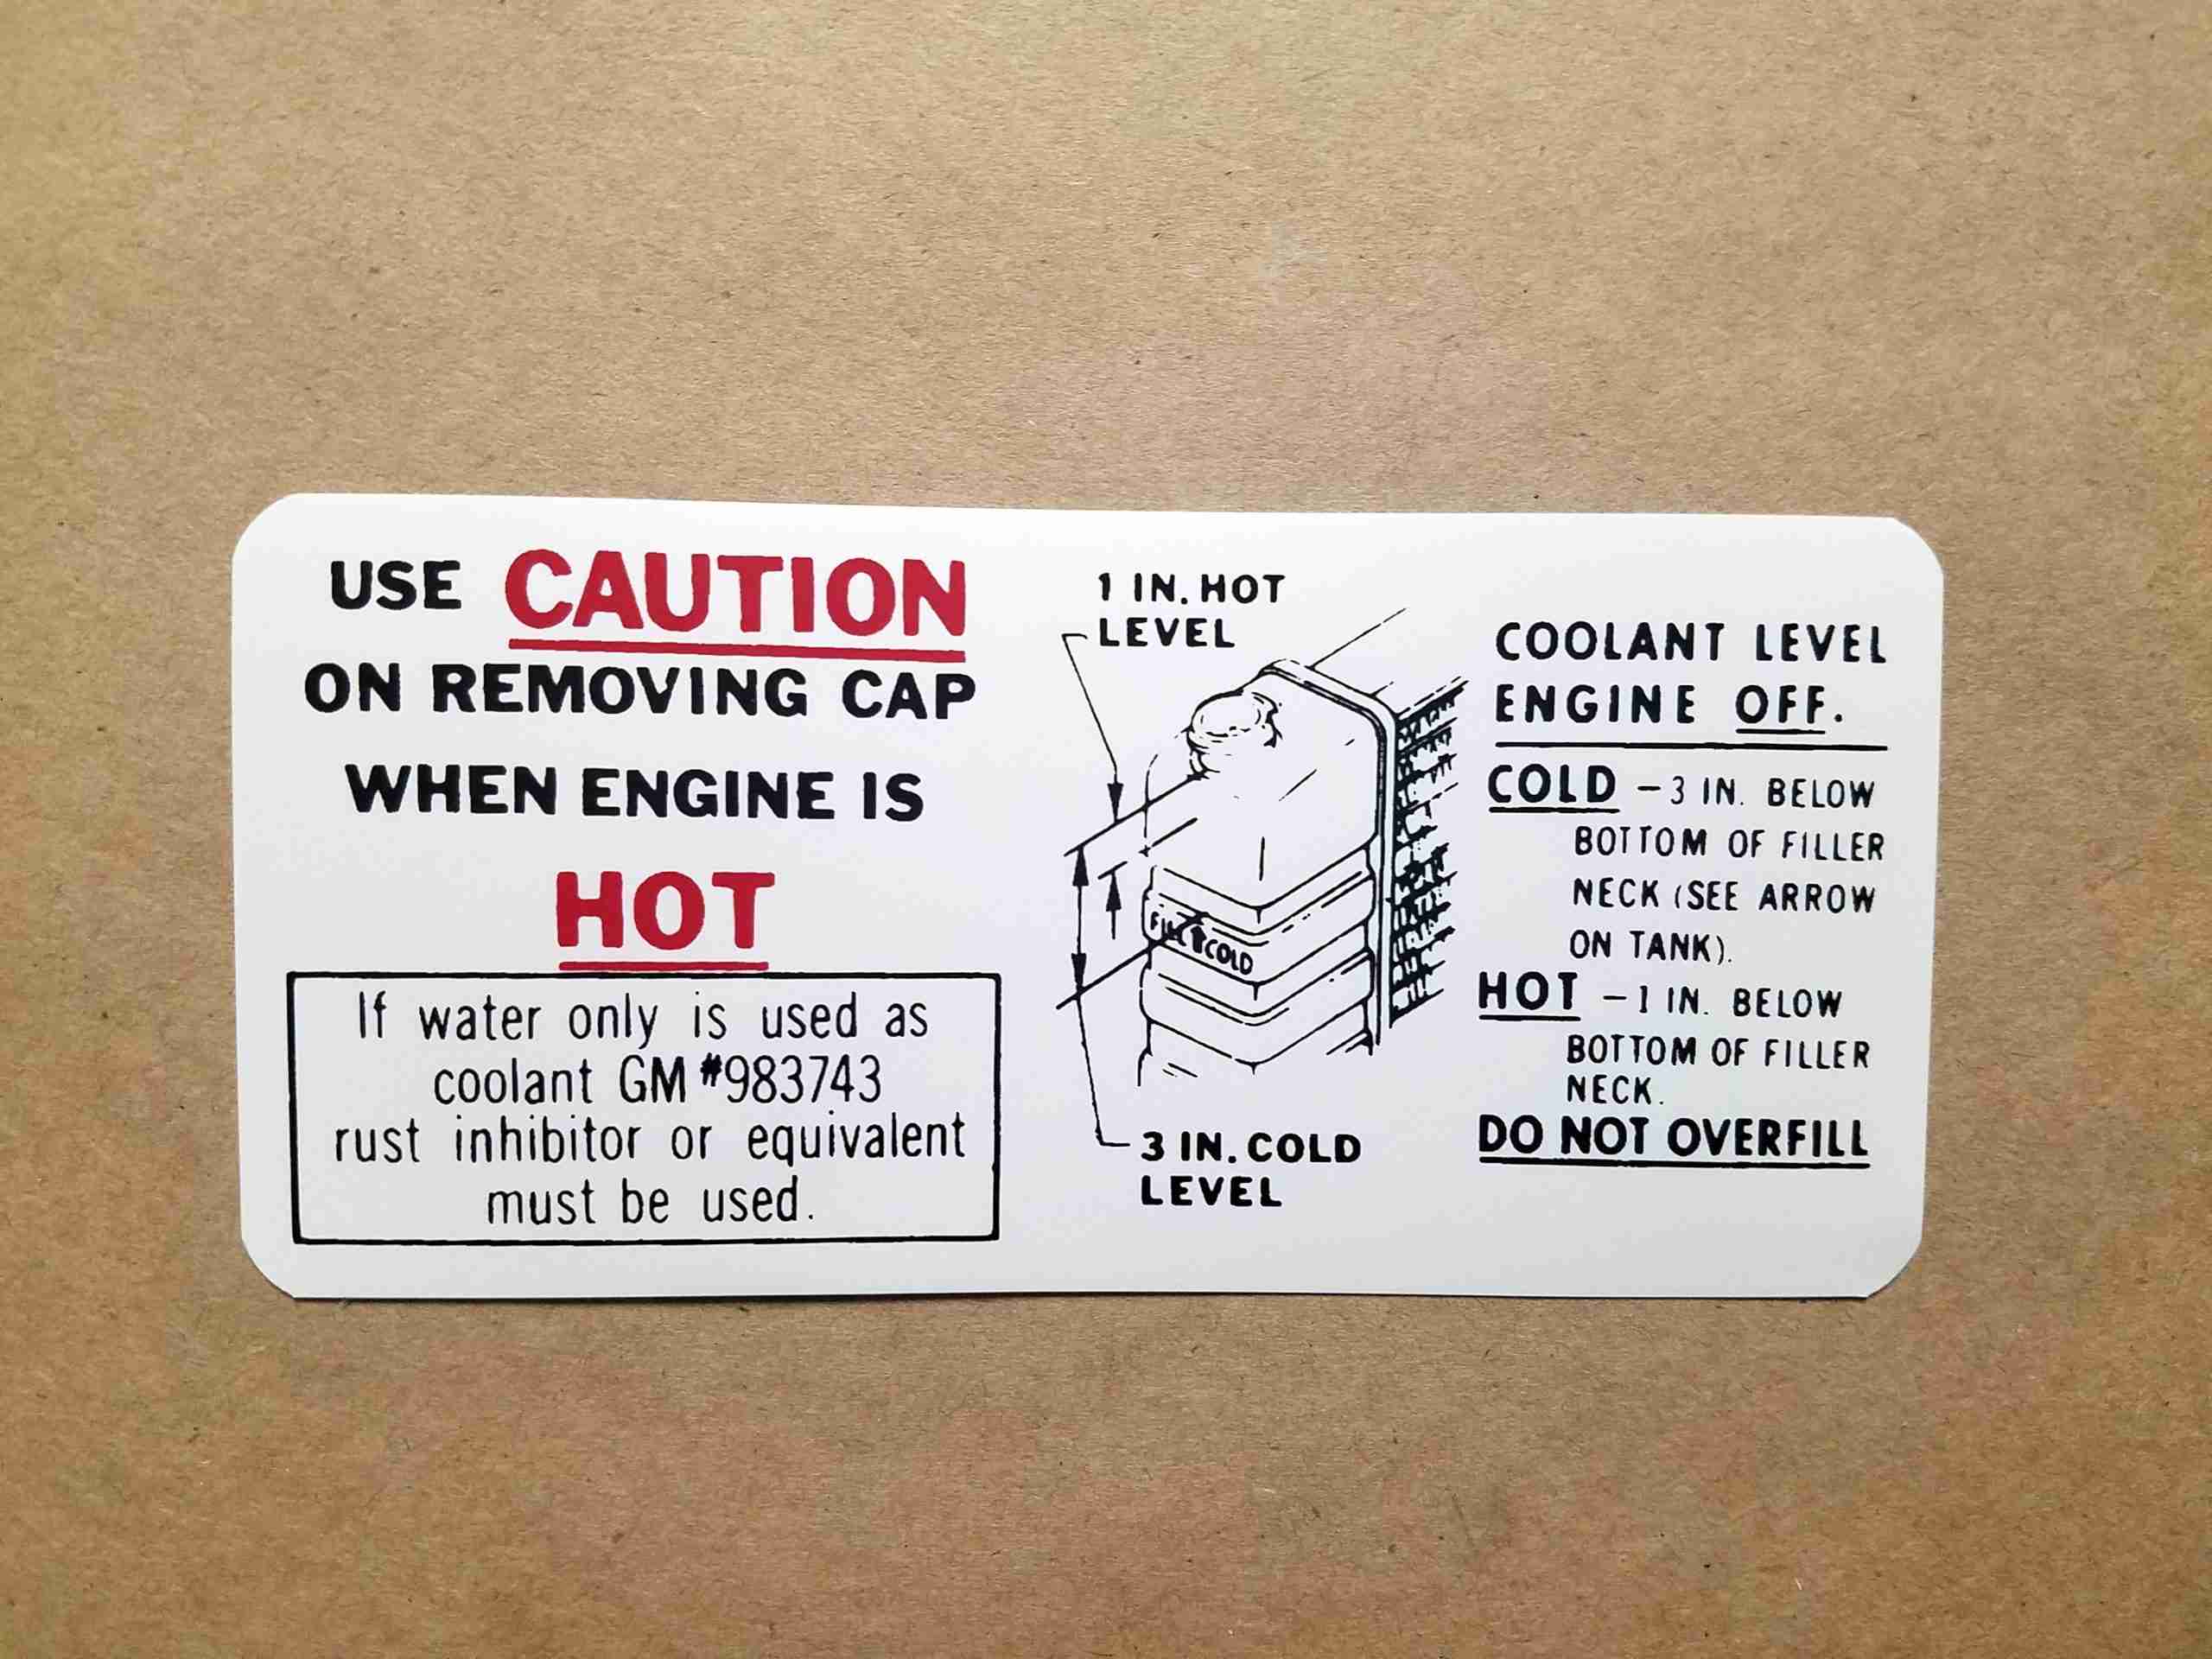 USE CAUTION
ON REMOVING CAP
WHEN ENGINE IS
HOT
If water only is used as
coolant GM #983743
rust inhibitor or equivalent
must be used.
1 IN. HOT
LEVEL
FILL COLD
3 IN. COLD
LEVEL
COOLANT LEVEL
ENGINE OFF.
COLD – 3 IN. BELOW
BOTTOM OF FILLER
NECK (SEE ARROW
ON TANK).
HOT – 1 IN. BELOW
BOTTOM OF FILLER
NECK.
DO NOT OVERFILL